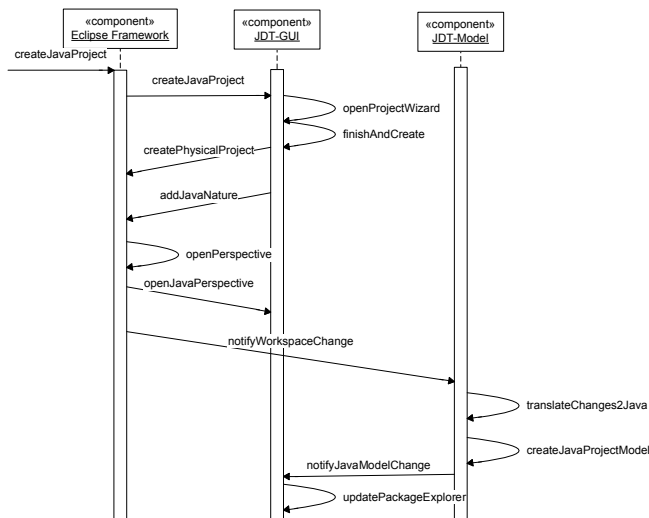 «component»
Eclipse Framework
«component»
JDT-GUI
«component»
JDT-Model
createJavaProject
createJavaProject
openProjectWizard
finishAndCreate
createPhysicalProject
addJavaNature
openPerspective
openJavaPerspective
notifyWorkspaceChange
translateChanges2Java
createJavaProjectModel
notifyJavaModelChange
updatePackageExplorer